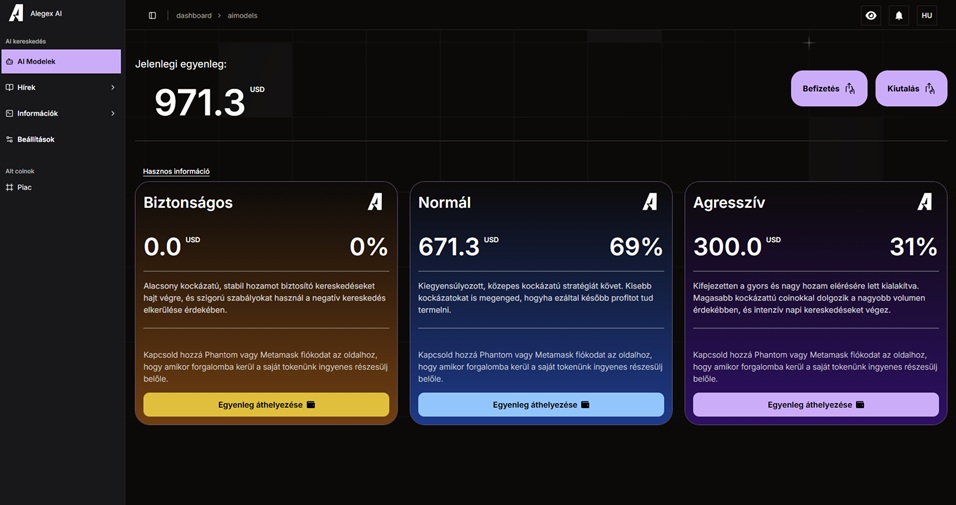 Alegex AI
dashboard > aimodels
HU
AI kereskedés
AI Modelek
Hírek
Információk
Beállítások
Alt coinok
Piac
Jelenlegi egyenleg:
971.3 USD
Befizetés
Kiutalás
Hasznos információ
Biztonságos
0.0 USD 0%
Alacsony kockázatú, stabil hozamot biztosító kereskedéseket
hajt végre, és szigorú szabályokat használ a negatív kereskedés
elkerülése érdekében.
Kapcsold hozzá Phantom vagy Metamask fiókodat az oldalhoz,
hogy amikor forgalomba kerül a saját tokenünk ingyenes részesülj
belőle.
Egyenleg áthelyezése
Normál
671.3 USD 69%
Kiegyensúlyozott, közepes kockázatú stratégiát követ. Kisebb
kockázatokat is megenged, hogyha ezáltal később profitot tud
termelni.
Kapcsold hozzá Phantom vagy Metamask fiókodat az oldalhoz,
hogy amikor forgalomba kerül a saját tokenünk ingyenes részesülj
belőle.
Egyenleg áthelyezése
Agresszív
300.0 USD 31%
Kifejezetten a gyors és nagy hozam elérésére lett kialakítva.
Magasabb kockázattú coinokkal dolgozik a nagyobb volumen
érdekébben, és intenzív napi kereskedéseket végez.
Kapcsold hozzá Phantom vagy Metamask fiókodat az oldalhoz,
hogy amikor forgalomba kerül a saját tokenünk ingyenes részesülj
belőle.
Egyenleg áthelyezése